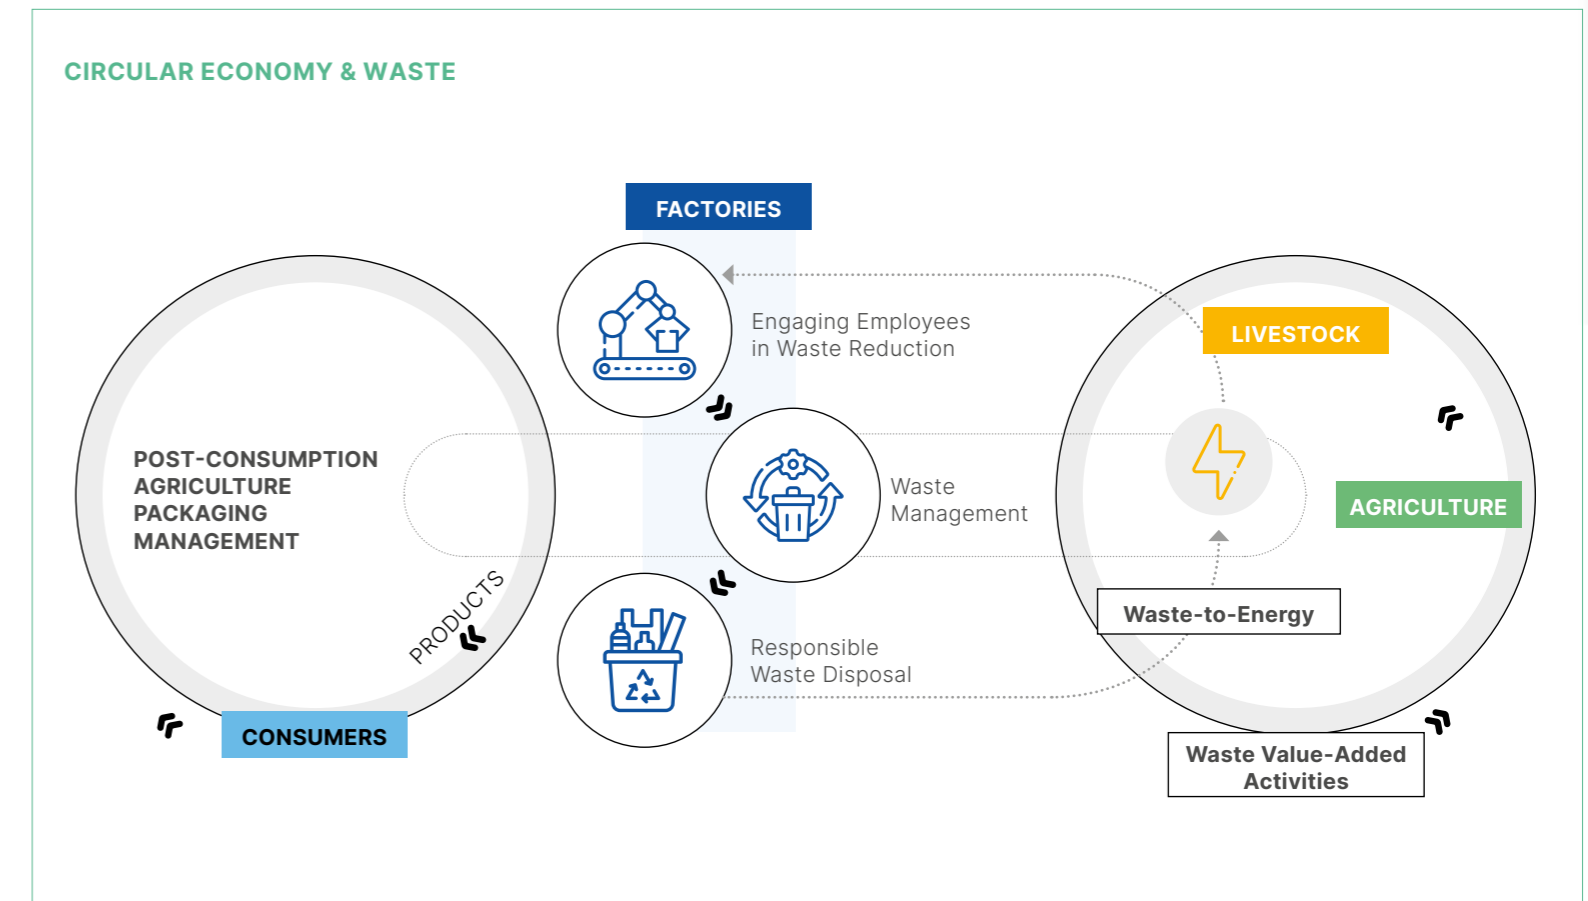 CIRCULAR ECONOMY & WASTE
FACTORIES
Engaging Employees
in Waste Reduction
LIVESTOCK
POST-CONSUMPTION
AGRICULTURE
PACKAGING
MANAGEMENT
Waste
Management
AGRICULTURE
PRODUCTS
Waste-to-Energy
Responsible
Waste Disposal
CONSUMERS
Waste Value-Added
Activities